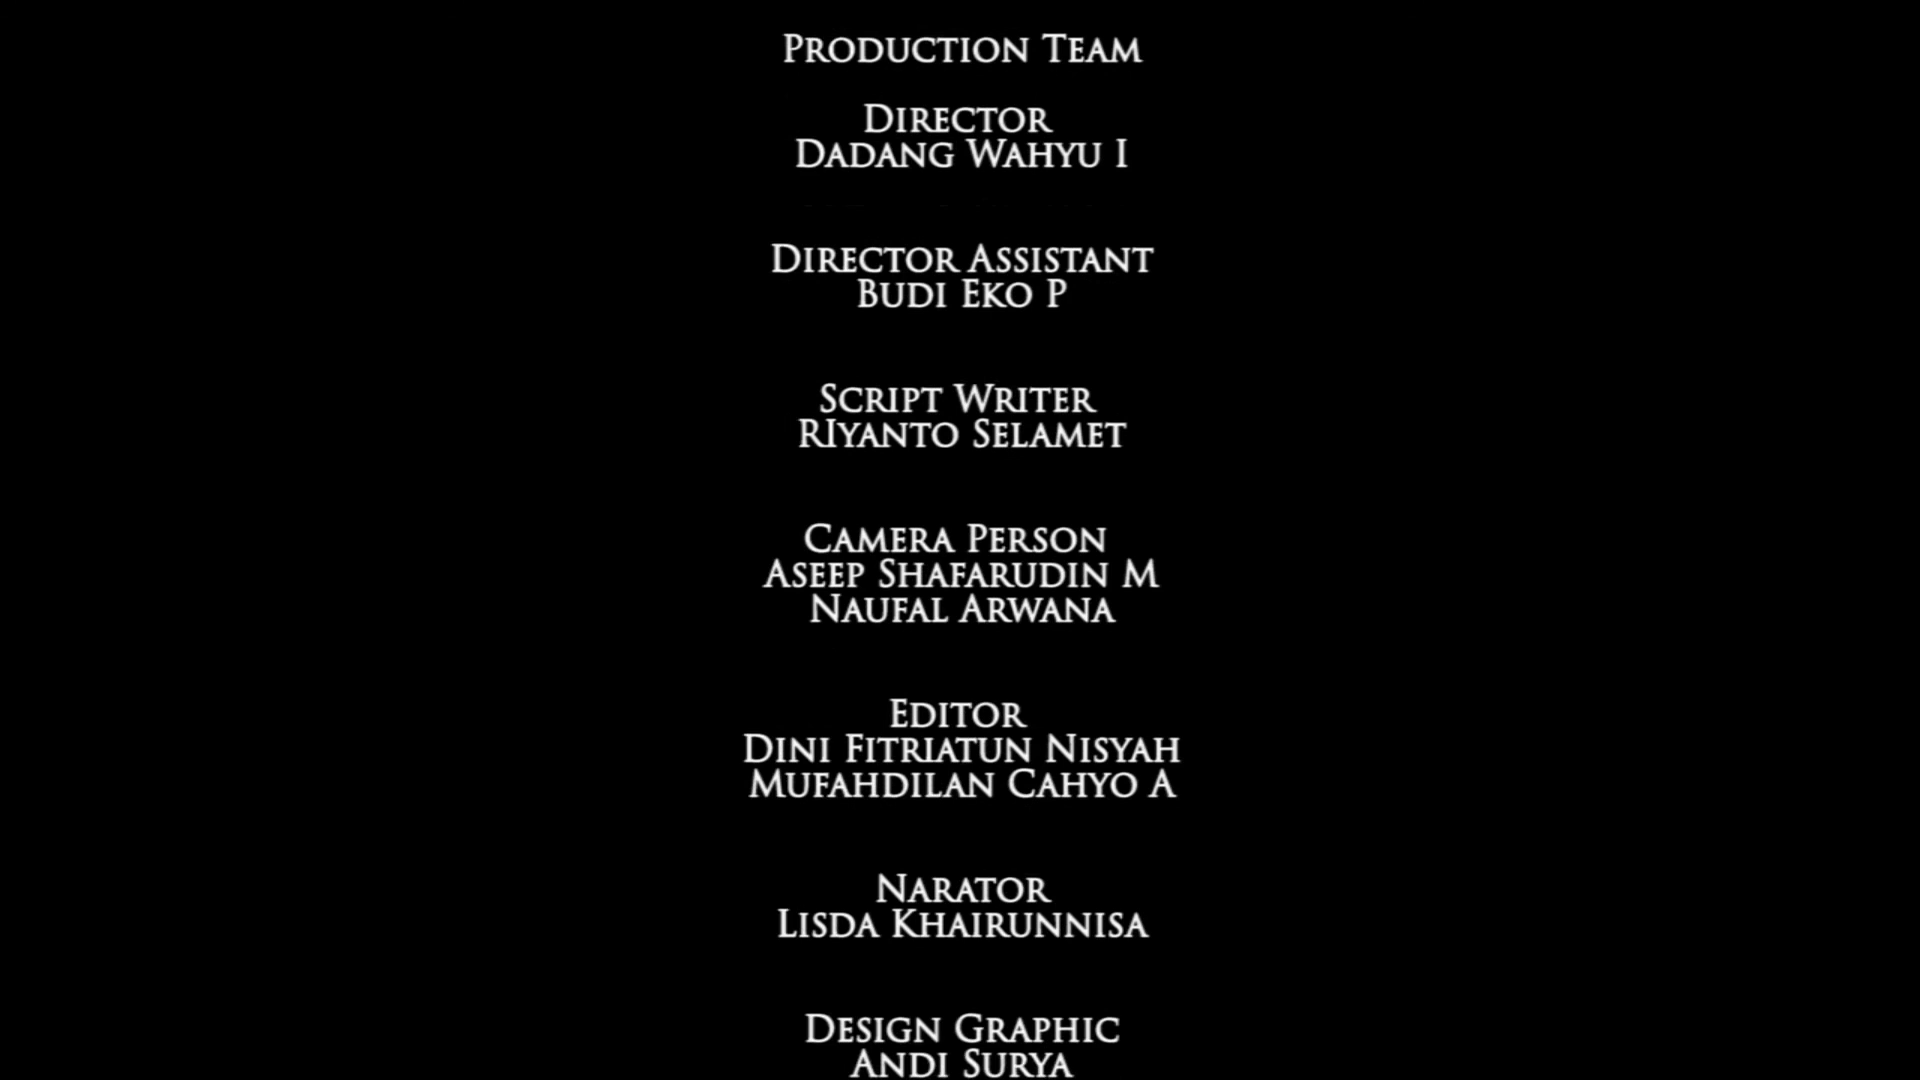 Production Team
Director
Dadang Wahyu I
Director Assistant
Budi Eko P
Script Writer
RIyanto Selamet
Camera Person
Aseep Shafarudin M
Naufal Arwana
Editor
Dini Fitriatun Nisyah
Mufahdilan Cahyo A
Narator
Lisda Khairunnisa
Design Graphic
Andi Surya